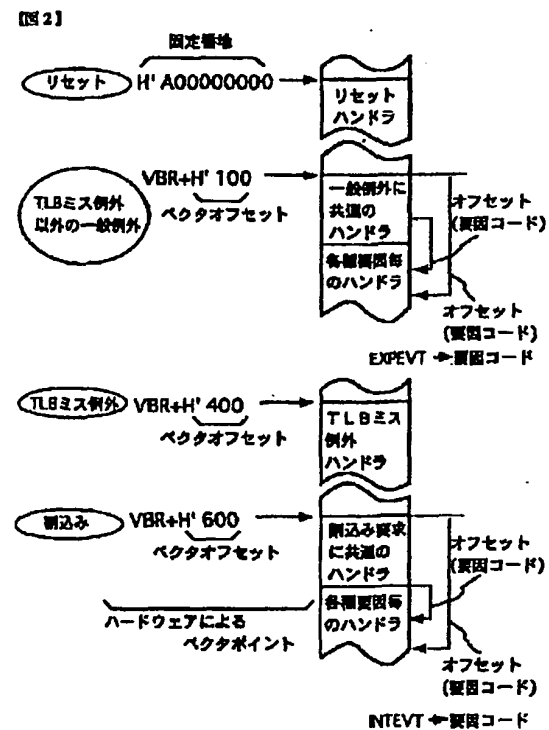 【図2】
固定番地
リセット
H' A00000000
リセット
ハンドラ
TLBミス例外
以外の一般例外
VBR+H' 100
ベクタオフセット
一般例外に
共通の
ハンドラ
各種要因毎
のハンドラ
オフセット
(要因コード)
オフセット
(要因コード)
EXPEVT ← 要因コード
TLBミス例外
VBR+H' 400
ベクタオフセット
TLBミス
例外
ハンドラ
割込み
VBR+H' 600
ベクタオフセット
割込み要求
に共通の
ハンドラ
各種要因毎
のハンドラ
オフセット
(要因コード)
オフセット
(要因コード)
ハードウェアによる
ベクタポイント
INTEVT ← 要因コード